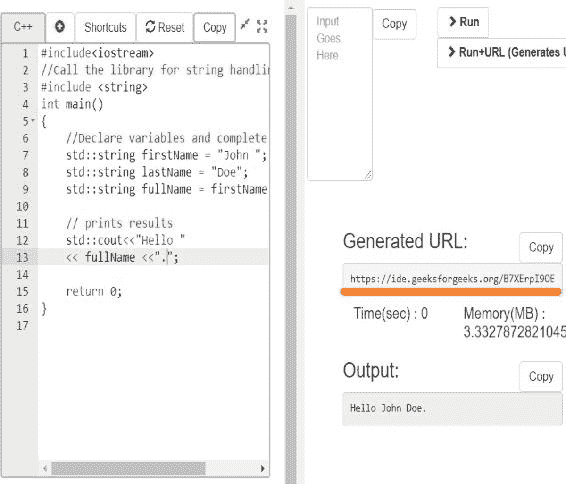 C++
Shortcuts
Reset
Copy
1 #include<iostream>
2 //Call the library for string handlin
3 #include <string>
4 int main()
5 {
6 //Declare variables and complete
7 std::string firstName = "John ";
8 std::string lastName = "Doe";
9 std::string fullName = firstName
10
11 // prints results
12 std::cout<<"Hello "
13 << fullName <<".";
14
15 return 0;
16 }
17
Input
Goes
Here
Copy
Run
Run+URL (Generates U
Generated URL:
Copy
https://ide.geeksforgeeks.org/B7XErpI9OE
Time(sec) : 0
Memory(MB) :
3.3327872821045
Output:
Copy
Hello John Doe.